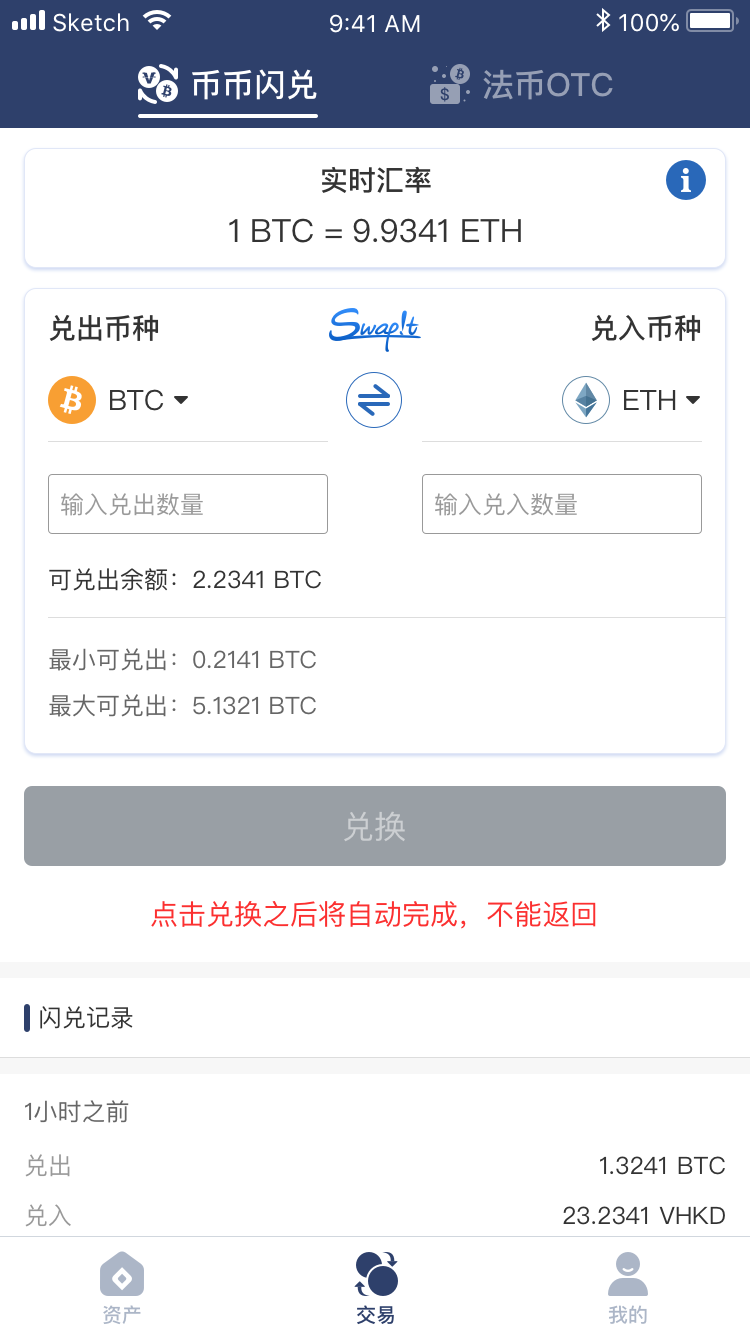 Sketch 9:41 AM 100%
币币闪兑 法币OTC
实时汇率
1 BTC = 9.9341 ETH
兑出币种 Swap!t 兑入币种
BTC ETH
输入兑出数量 输入兑入数量
可兑出余额：2.2341 BTC
最小可兑出：0.2141 BTC
最大可兑出：5.1321 BTC
兑换
点击兑换之后将自动完成，不能返回
闪兑记录
1小时之前
兑出 1.3241 BTC
兑入 23.2341 VHKD
资产 交易 我的